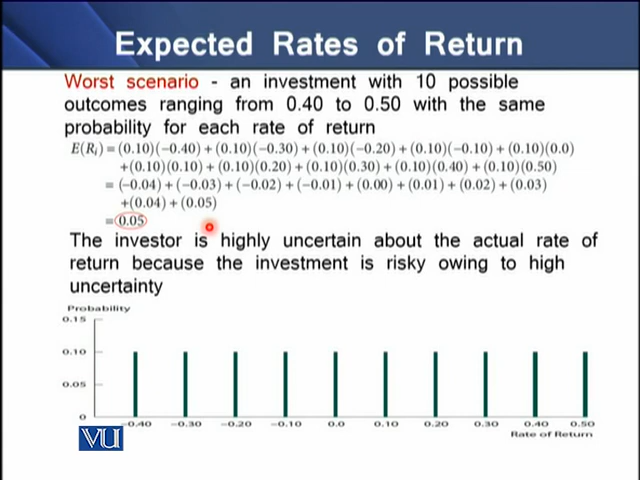 Expected Rates of Return
Worst scenario - an investment with 10 possible
outcomes ranging from 0.40 to 0.50 with the same
probability for each rate of return
E(Rᵢ) = (0.10)(−0.40) + (0.10)(−0.30) + (0.10)(−0.20) + (0.10)(−0.10) + (0.10)(0.0)
+(0.10)(0.10) + (0.10)(0.20) + (0.10)(0.30) + (0.10)(0.40) + (0.10)(0.50)
= (−0.04) + (−0.03) + (−0.02) + (−0.01) + (0.00) + (0.01) + (0.02) + (0.03)
+(0.04) + (0.05)
= 0.05
The investor is highly uncertain about the actual rate of
return because the investment is risky owing to high
uncertainty
Probability
0.15
0.10
0.05
0
−0.40 −0.30 −0.20 −0.10 0.0 0.10 0.20 0.30 0.40 0.50
Rate of Return
VU